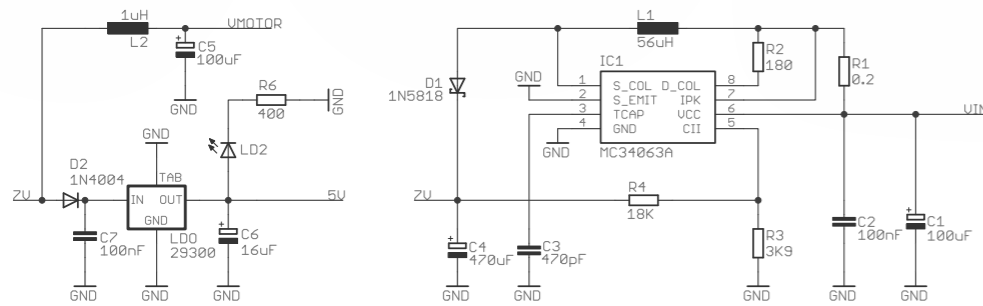 1uH
L2
VMOTOR
C5
100uF
GND
R6
400
GND
GND
LD2
D2
1N4004
TAB
7V
IN OUT
GND
5V
C7
100nF
LDO
29300
C6
16uF
GND
GND
GND
L1
56uH
R2
180
R1
0.2
D1
1N5818
GND
IC1
1 S_COL D_COL 8
2 S_EMIT IPK 7
3 TCAP VCC 6
4 GND CII 5
MC34063A
GND
VIN
7V
R4
18K
C4
470uF
C3
470pF
R3
3K9
C2
100nF
C1
100uF
GND
GND
GND
GND
GND